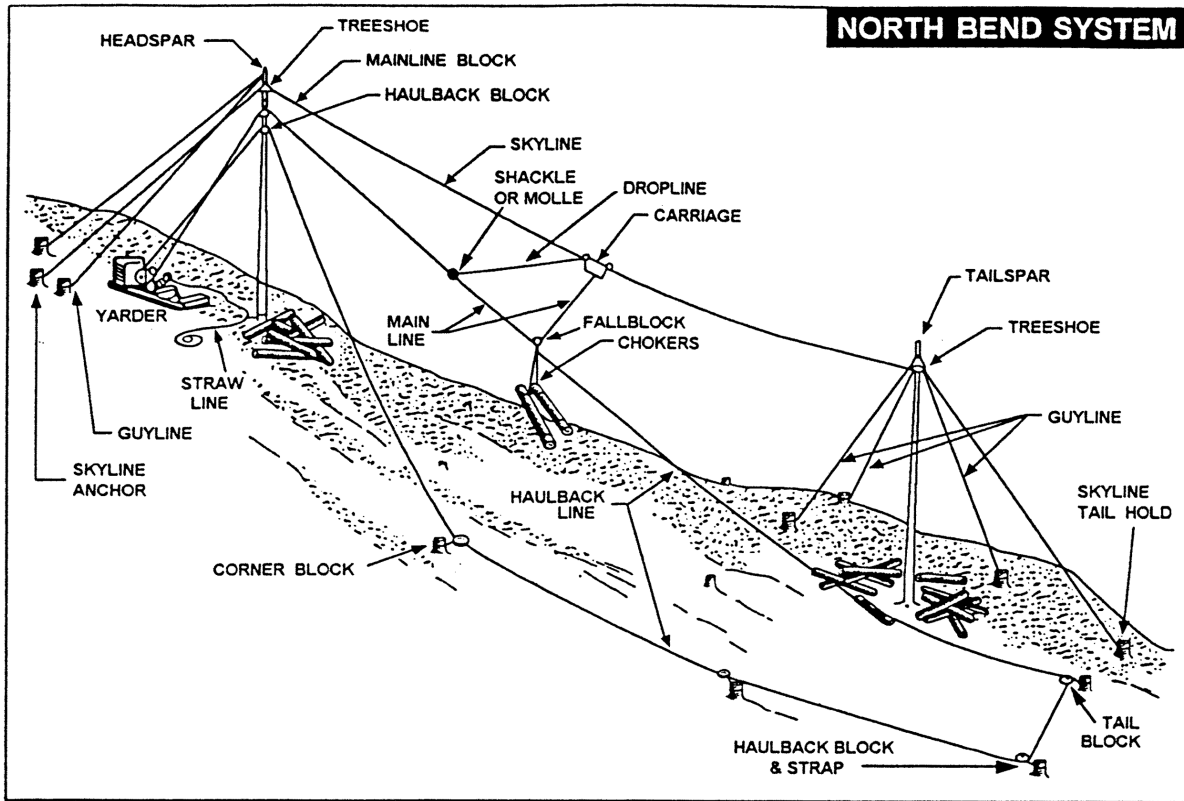 NORTH BEND SYSTEM
HEADSPAR
TREESHOE
MAINLINE BLOCK
HAULBACK BLOCK
SKYLINE
SHACKLE
OR MOLLE
DROPLINE
CARRIAGE
TAILSPAR
TREESHOE
YARDER
MAIN
LINE
FALLBLOCK
CHOKERS
STRAW
LINE
GUYLINE
GUYLINE
SKYLINE
ANCHOR
HAULBACK
LINE
SKYLINE
TAIL HOLD
CORNER BLOCK
TAIL
BLOCK
HAULBACK BLOCK
& STRAP